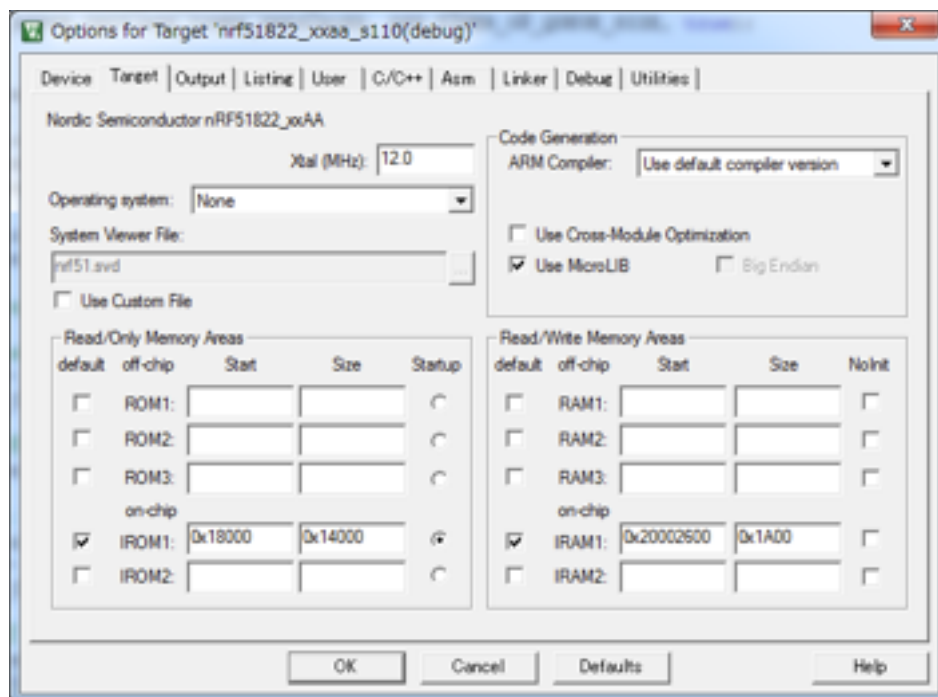 Options for Target 'nrf51822_xxaa_s110(debug)'
Device Target Output Listing User C/C++ Asm Linker Debug Utilities
Nordic Semiconductor nRF51822_xxAA
Xtal (MHz): 12.0
Operating system: None
System Viewer File:
nrf51.svd
...
Use Custom File
Code Generation
ARM Compiler: Use default compiler version
Use Cross-Module Optimization
Use MicroLIB Big Endian
Read/Only Memory Areas
default off-chip Start Size Startup
ROM1:
ROM2:
ROM3:
on-chip
IROM1: 0x18000 0x14000
IROM2:
Read/Write Memory Areas
default off-chip Start Size NoInit
RAM1:
RAM2:
RAM3:
on-chip
IRAM1: 0x20002600 0x1A00
IRAM2:
OK Cancel Defaults Help